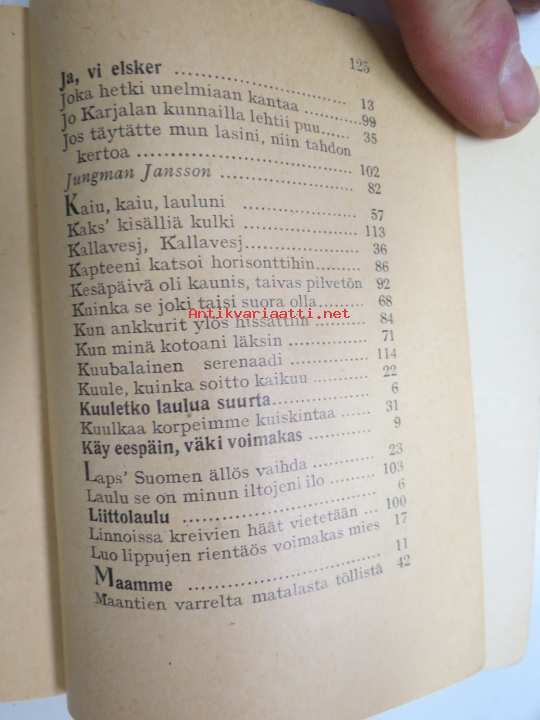 Ja, vi elsker ................. 125
Joka hetki unelmiaan kantaa ... 13
Jo Karjalan kunnailla lehtii puu..... 99
Jos täytätte mun lasini, niin tahdon 35
kertoa ........................ 102
Jungman Jansson ................ 82
Kaiu, kaiu, lauluni 57
Kaks' kisälliä kulki ........... 113
Kallavesj, Kallavesj............ 36
Kapteeni katsoi horisonttihin... 86
Kesäpäivä oli kaunis, taivas pilvetön 92
Kuinka se joki taisi suora olla..... 68
Antikvariaatti.net
Kun ankkurit ylös hissattiin ... 84
Kun minä kotoani läksin ........ 71
Kuubalainen serenaadi .......... 114
Kuule, kuinka soitto kaikuu .... 22
Kuuletko laulua suurta.......... 6
Kuulkaa korpeimme kuiskintaa ... 31
Käy eespäin, väki voimakas ..... 9
Laps' Suomen ällös vaihda ...... 23
Laulu se on minun iltojeni ilo ... 103
Liittolaulu .................... 6
Linnoissa kreivien häät vietetään ... 100
Luo lippujen rientäös voimakas mies 17
Maamme ........................ 11
Maantien varrelta matalasta töllistä 42